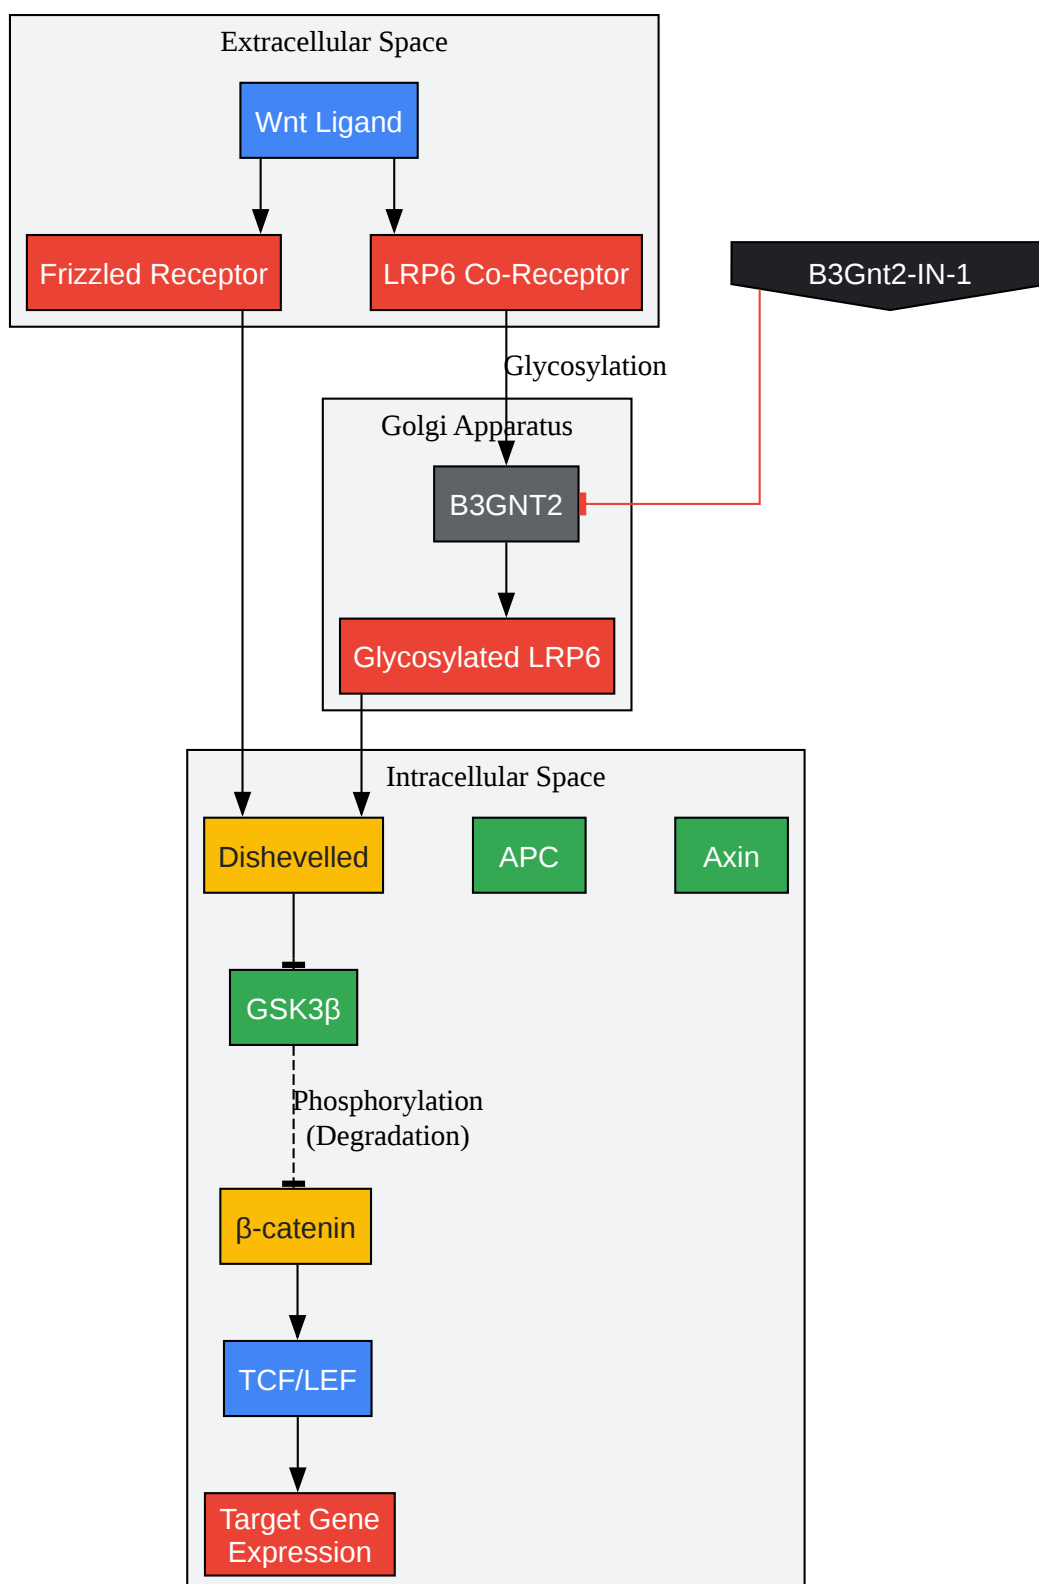 Extracellular Space
Wnt Ligand
Frizzled Receptor
LRP6 Co-Receptor
B3Gnt2-IN-1
Glycosylation
Golgi Apparatus
B3GNT2
Glycosylated LRP6
Intracellular Space
Dishevelled
APC
Axin
GSK3β
Phosphorylation
(Degradation)
β-catenin
TCF/LEF
Target Gene
Expression